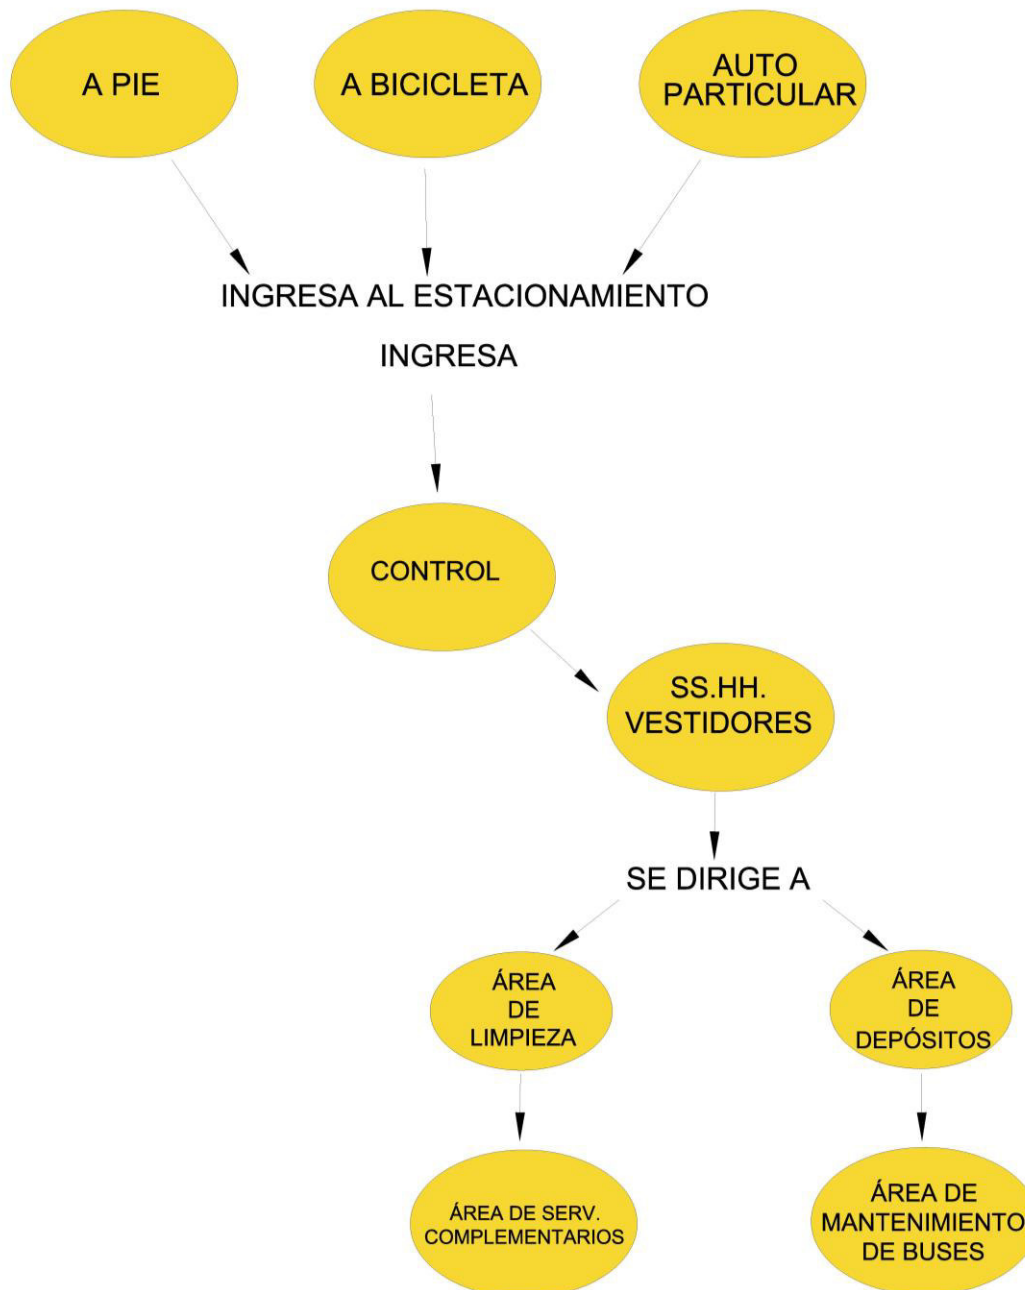 A PIE
A BICICLETA
AUTO
PARTICULAR
INGRESA AL ESTACIONAMIENTO
INGRESA
CONTROL
SS.HH.
VESTIDORES
SE DIRIGE A
ÁREA
DE
LIMPIEZA
ÁREA
DE
DEPÓSITOS
ÁREA DE SERV.
COMPLEMENTARIOS
ÁREA DE
MANTENIMIENTO
DE BUSES